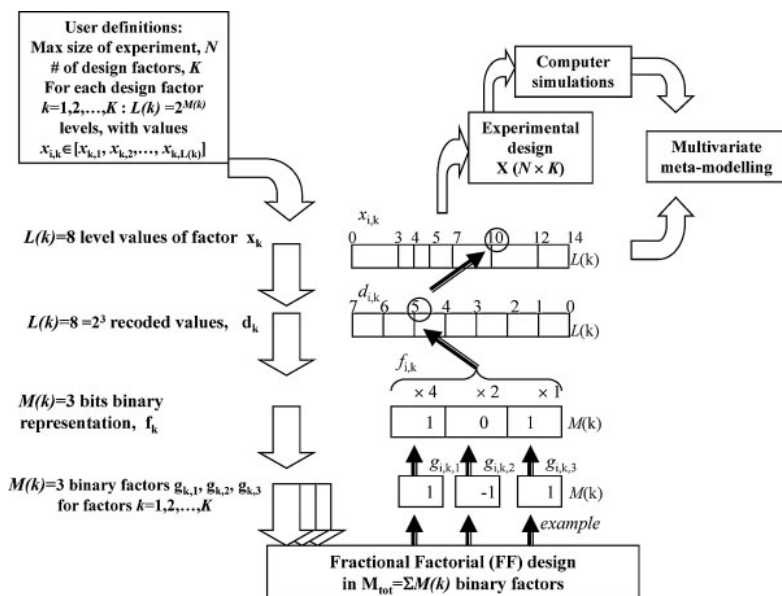 User definitions:
Max size of experiment, N
# of design factors, K
For each design factor
k=1,2,…,K : L(k) =2^M(k)
levels, with values
x_i,k∈[x_k,1, x_k,2,…, x_k,L(k)]
Computer
simulations
Experimental
design
X (N × K)
Multivariate
meta-modelling
x_i,k
0 3 4 5 7 10 12 14
L(k)=8 level values of factor x_k
L(k)
d_i,k
7 6 5 4 3 2 1 0
L(k)=8 =2³ recoded values, d_k
L(k)
f_i,k
× 4 × 2 × 1
M(k)=3 bits binary
representation, f_k
1 0 1 M(k)
g_i,k,1 g_i,k,2 g_i,k,3
M(k)=3 binary factors g_k,1, g_k,2, g_k,3
for factors k=1,2,…,K
1 -1 1 M(k)
example
Fractional Factorial (FF) design
in M_tot=ΣM(k) binary factors